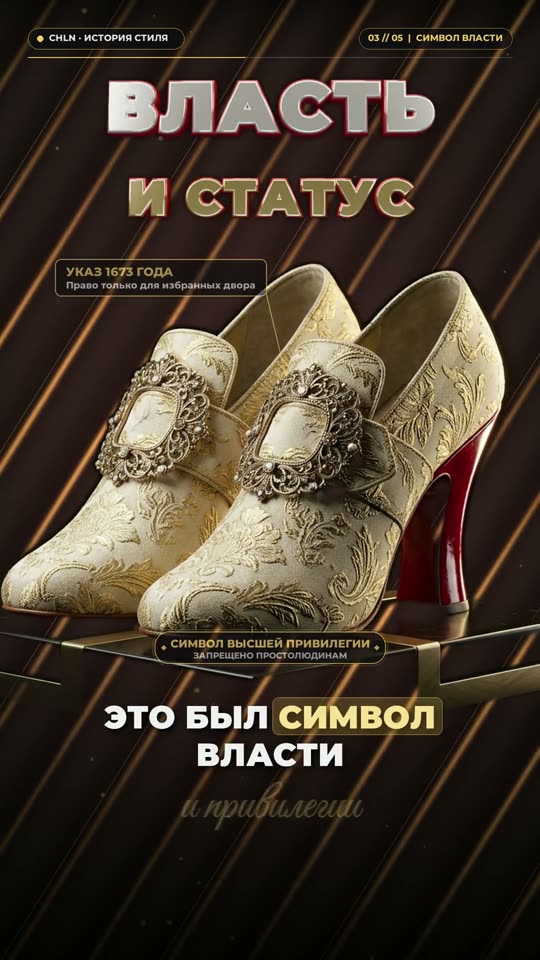 CHLN · ИСТОРИЯ СТИЛЯ
03 // 05 | СИМВОЛ ВЛАСТИ
ВЛАСТЬ
И СТАТУС
УКАЗ 1673 ГОДА
Право только для избранных двора
СИМВОЛ ВЫСШЕЙ ПРИВИЛЕГИИ
ЗАПРЕЩЕНО ПРОСТОЛЮДИНАМ
ЭТО БЫЛ СИМВОЛ
ВЛАСТИ
и привилегии